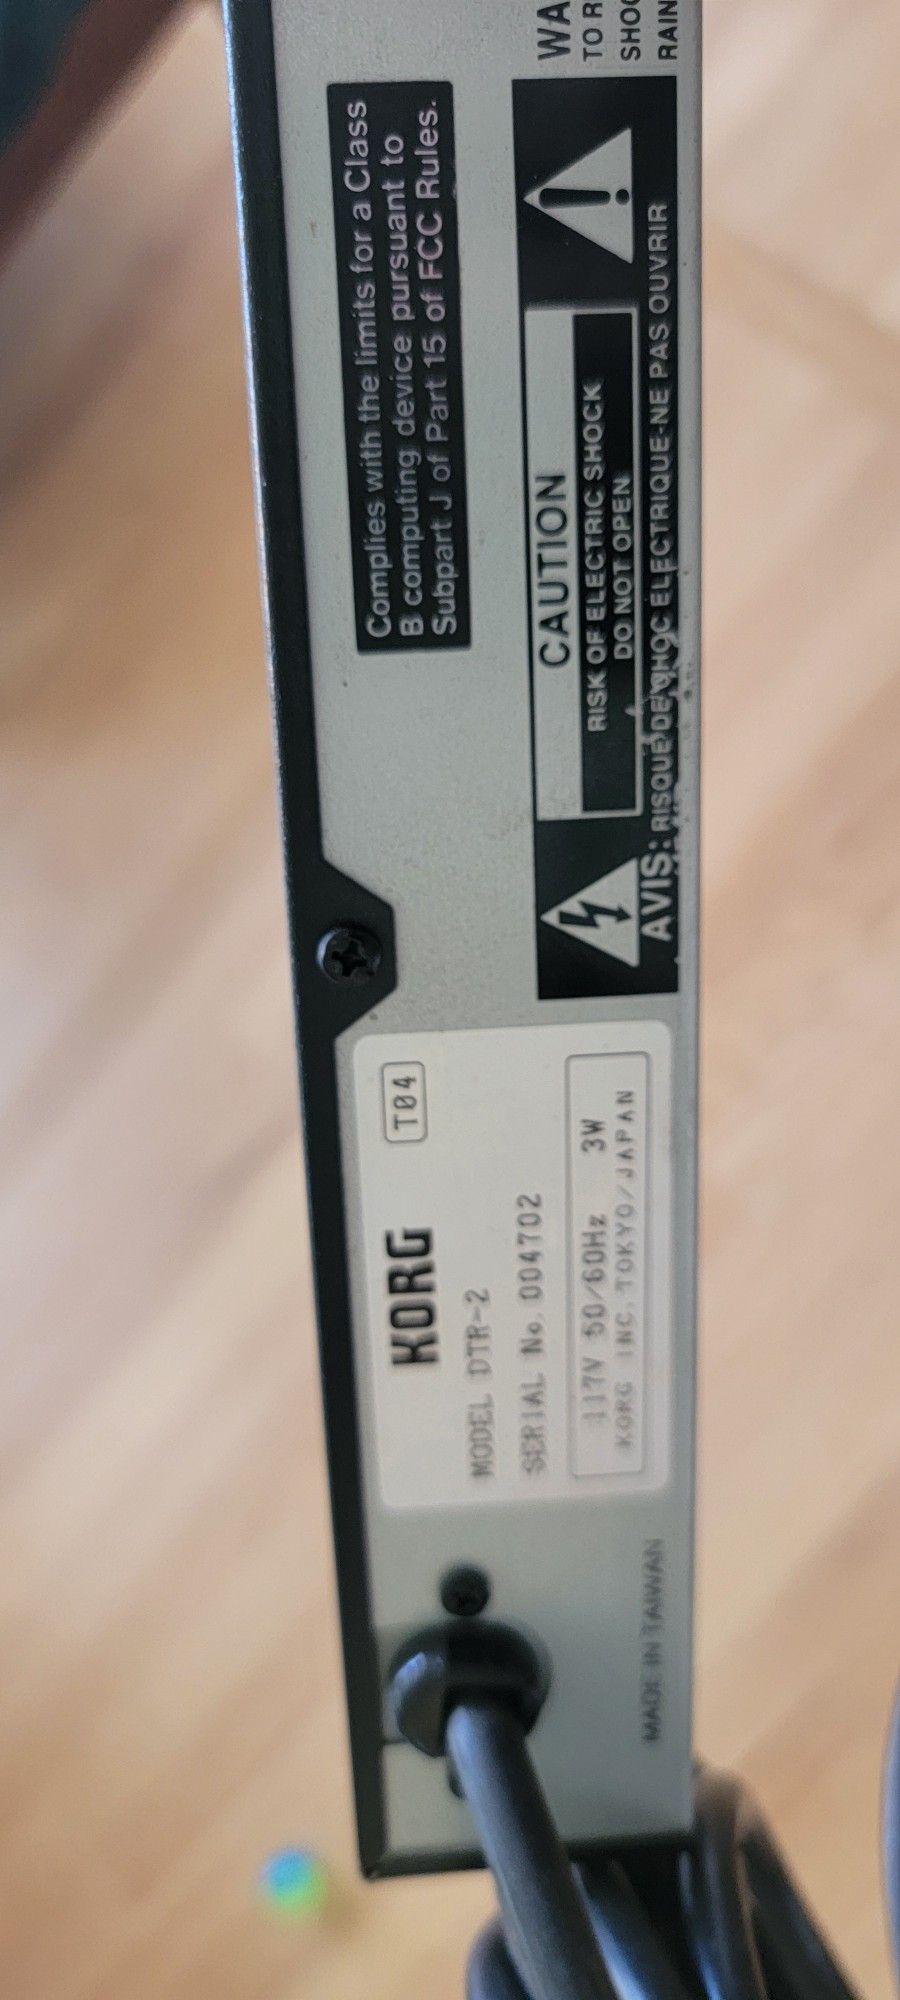 Complies with the limits for a Class
B computing device pursuant to
Subpart J of Part 15 of FCC Rules.
WA
TO R
SHO
RAIN
CAUTION
RISK OF ELECTRIC SHOCK
DO NOT OPEN
AVIS: RISQUE DE CHOC ELECTRIQUE-NE PAS OUVRIR
KORG T04
MODEL DTR-2
SERIAL No. 004702
117V 50/60Hz 3W
KORG INC. TOKYO/JAPAN
MADE IN TAIWAN